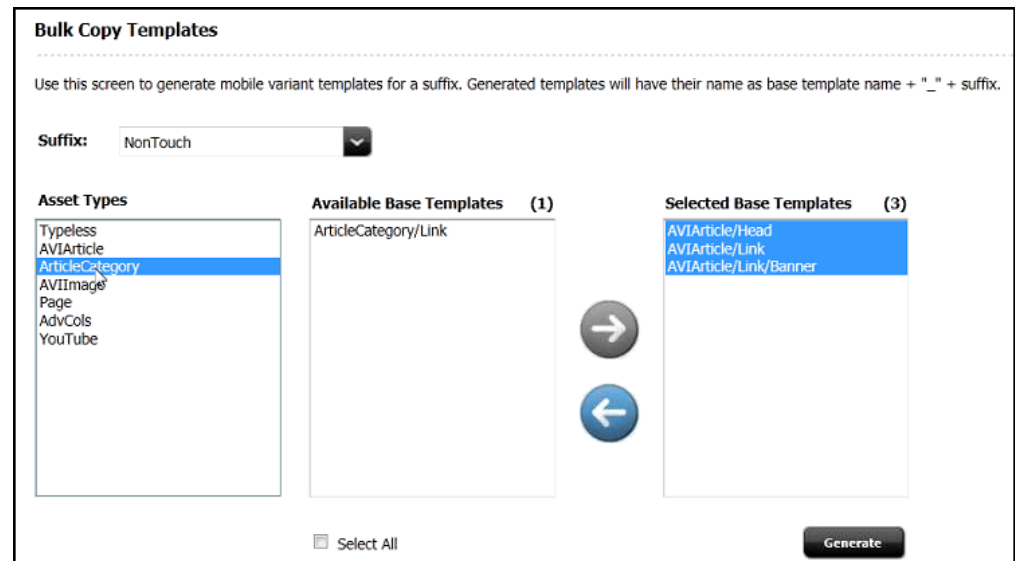 Bulk Copy Templates
Use this screen to generate mobile variant templates for a suffix. Generated templates will have their name as base template name + "_" + suffix.
Suffix: NonTouch
Asset Types
Typeless
AVIArticle
ArticleCategory
AVIImage
Page
AdvCols
YouTube
Available Base Templates (1)
ArticleCategory/Link
Selected Base Templates (3)
AVIArticle/Head
AVIArticle/Link
AVIArticle/Link/Banner
Select All
Generate